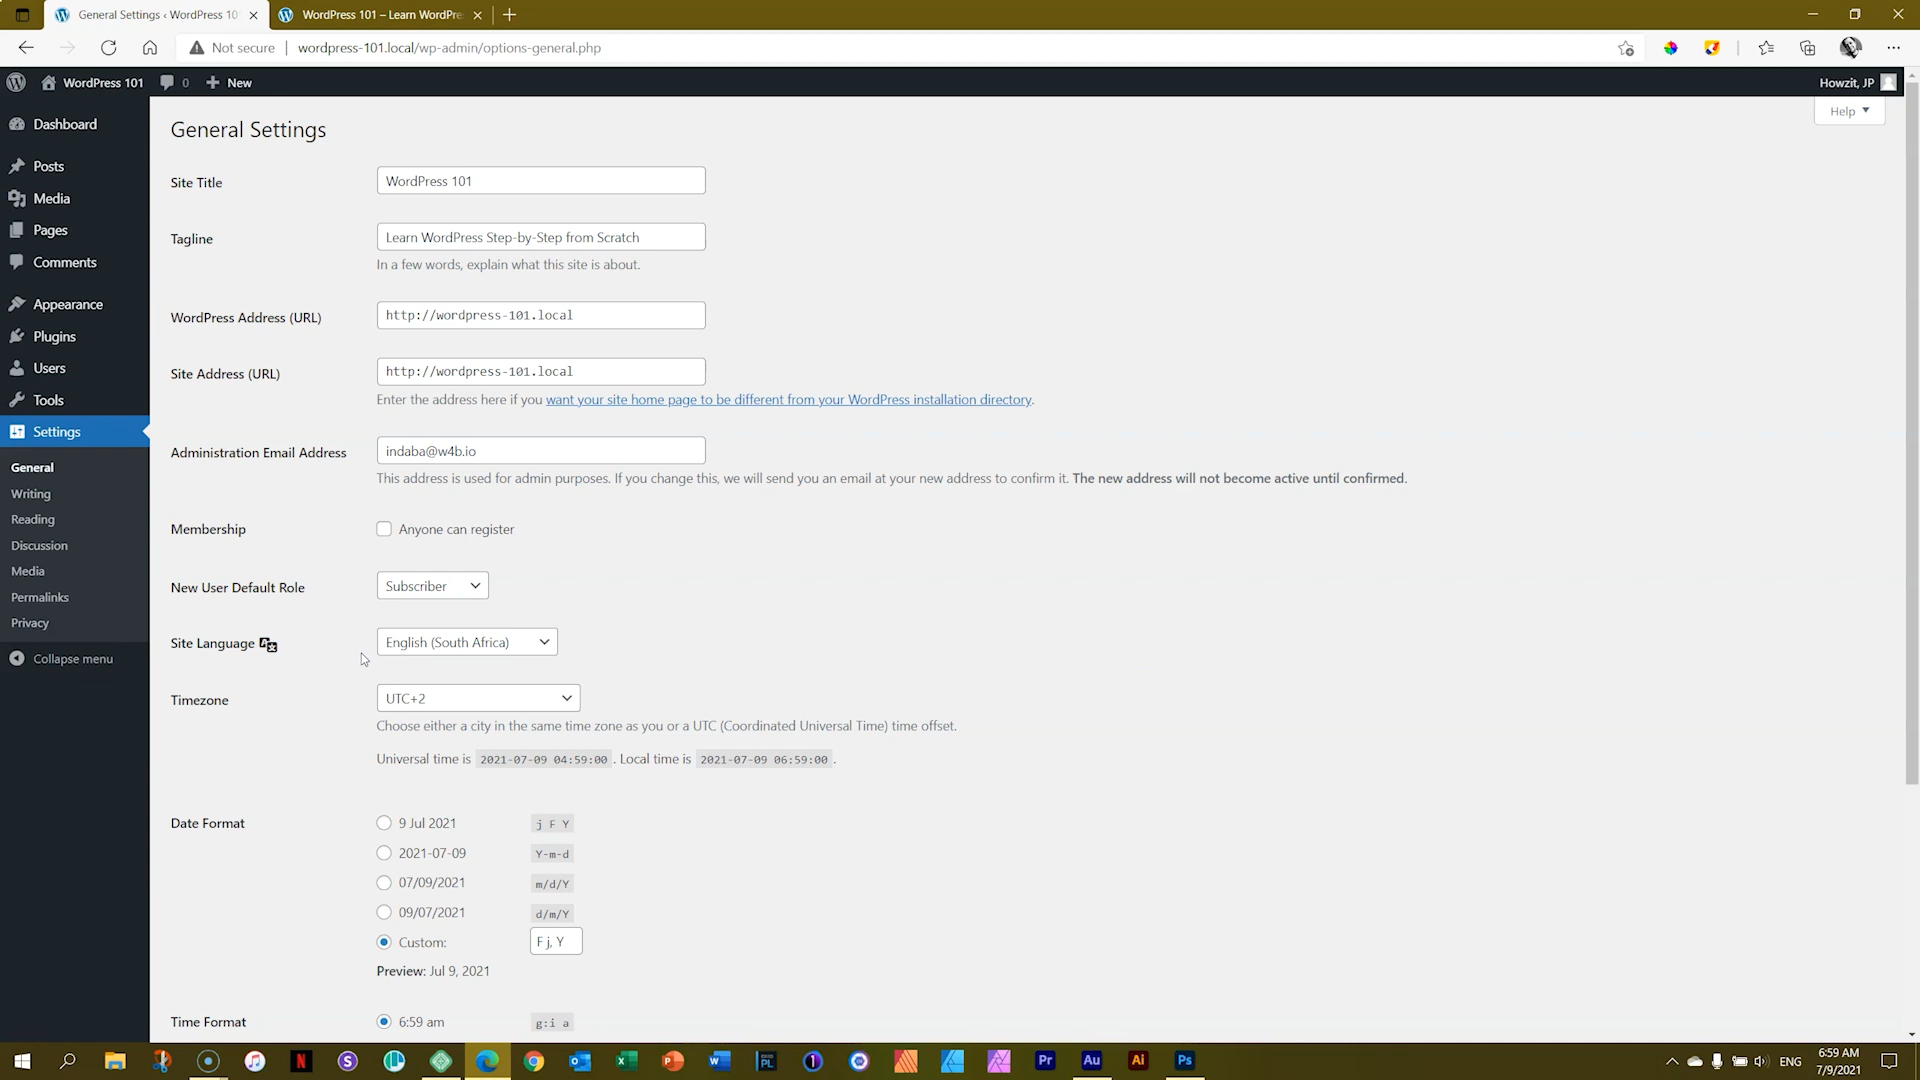 General Settings ‹ WordPress 10
WordPress 101 – Learn WordPre
Not secure
wordpress-101.local/wp-admin/options-general.php
WordPress 101
0
New
Howzit, JP
Help
Dashboard
Posts
Media
Pages
Comments
Appearance
Plugins
Users
Tools
Settings
General
Writing
Reading
Discussion
Media
Permalinks
Privacy
Collapse menu
General Settings
Site Title
WordPress 101
Tagline
Learn WordPress Step-by-Step from Scratch
In a few words, explain what this site is about.
WordPress Address (URL)
http://wordpress-101.local
Site Address (URL)
http://wordpress-101.local
Enter the address here if you want your site home page to be different from your WordPress installation directory.
Administration Email Address
indaba@w4b.io
This address is used for admin purposes. If you change this, we will send you an email at your new address to confirm it. The new address will not become active until confirmed.
Membership
Anyone can register
New User Default Role
Subscriber
Site Language
English (South Africa)
Timezone
UTC+2
Choose either a city in the same time zone as you or a UTC (Coordinated Universal Time) time offset.
Universal time is 2021-07-09 04:59:00 . Local time is 2021-07-09 06:59:00 .
Date Format
9 Jul 2021 j F Y
2021-07-09 Y-m-d
07/09/2021 m/d/Y
09/07/2021 d/m/Y
Custom: F j, Y
Preview: Jul 9, 2021
Time Format
6:59 am g:i a
Pr
Au
Ai
Ps
ENG
6:59 AM
7/9/2021